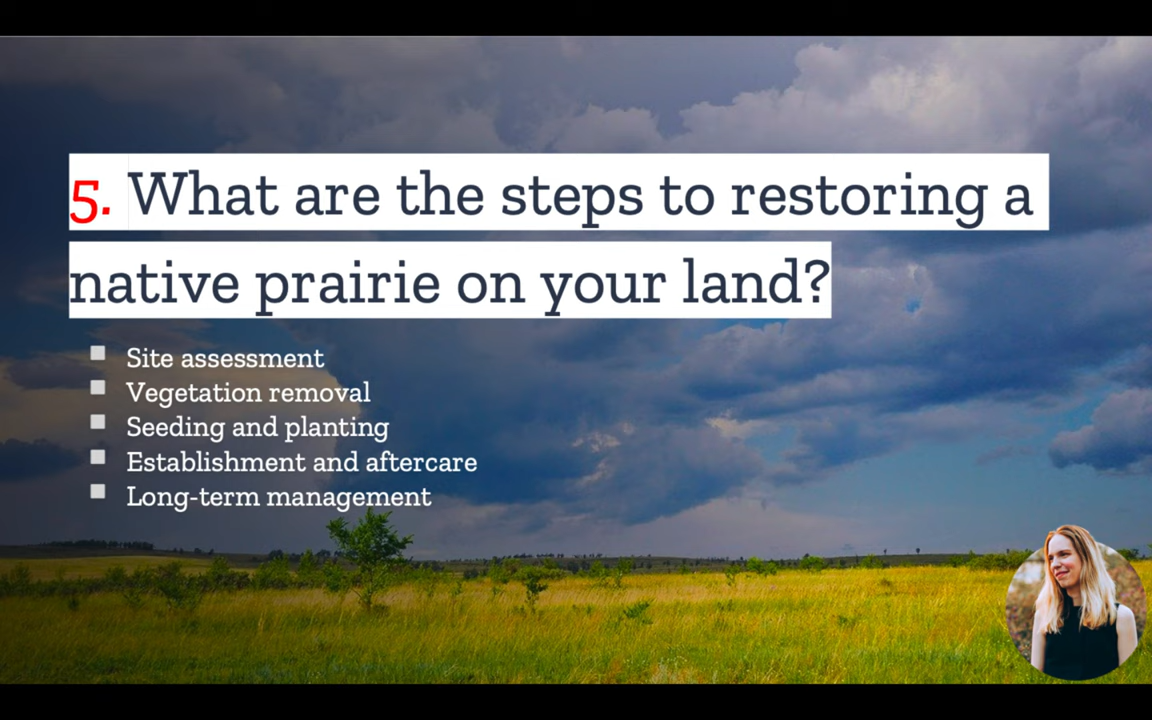 5. What are the steps to restoring a
native prairie on your land?
Site assessment
Vegetation removal
Seeding and planting
Establishment and aftercare
Long-term management